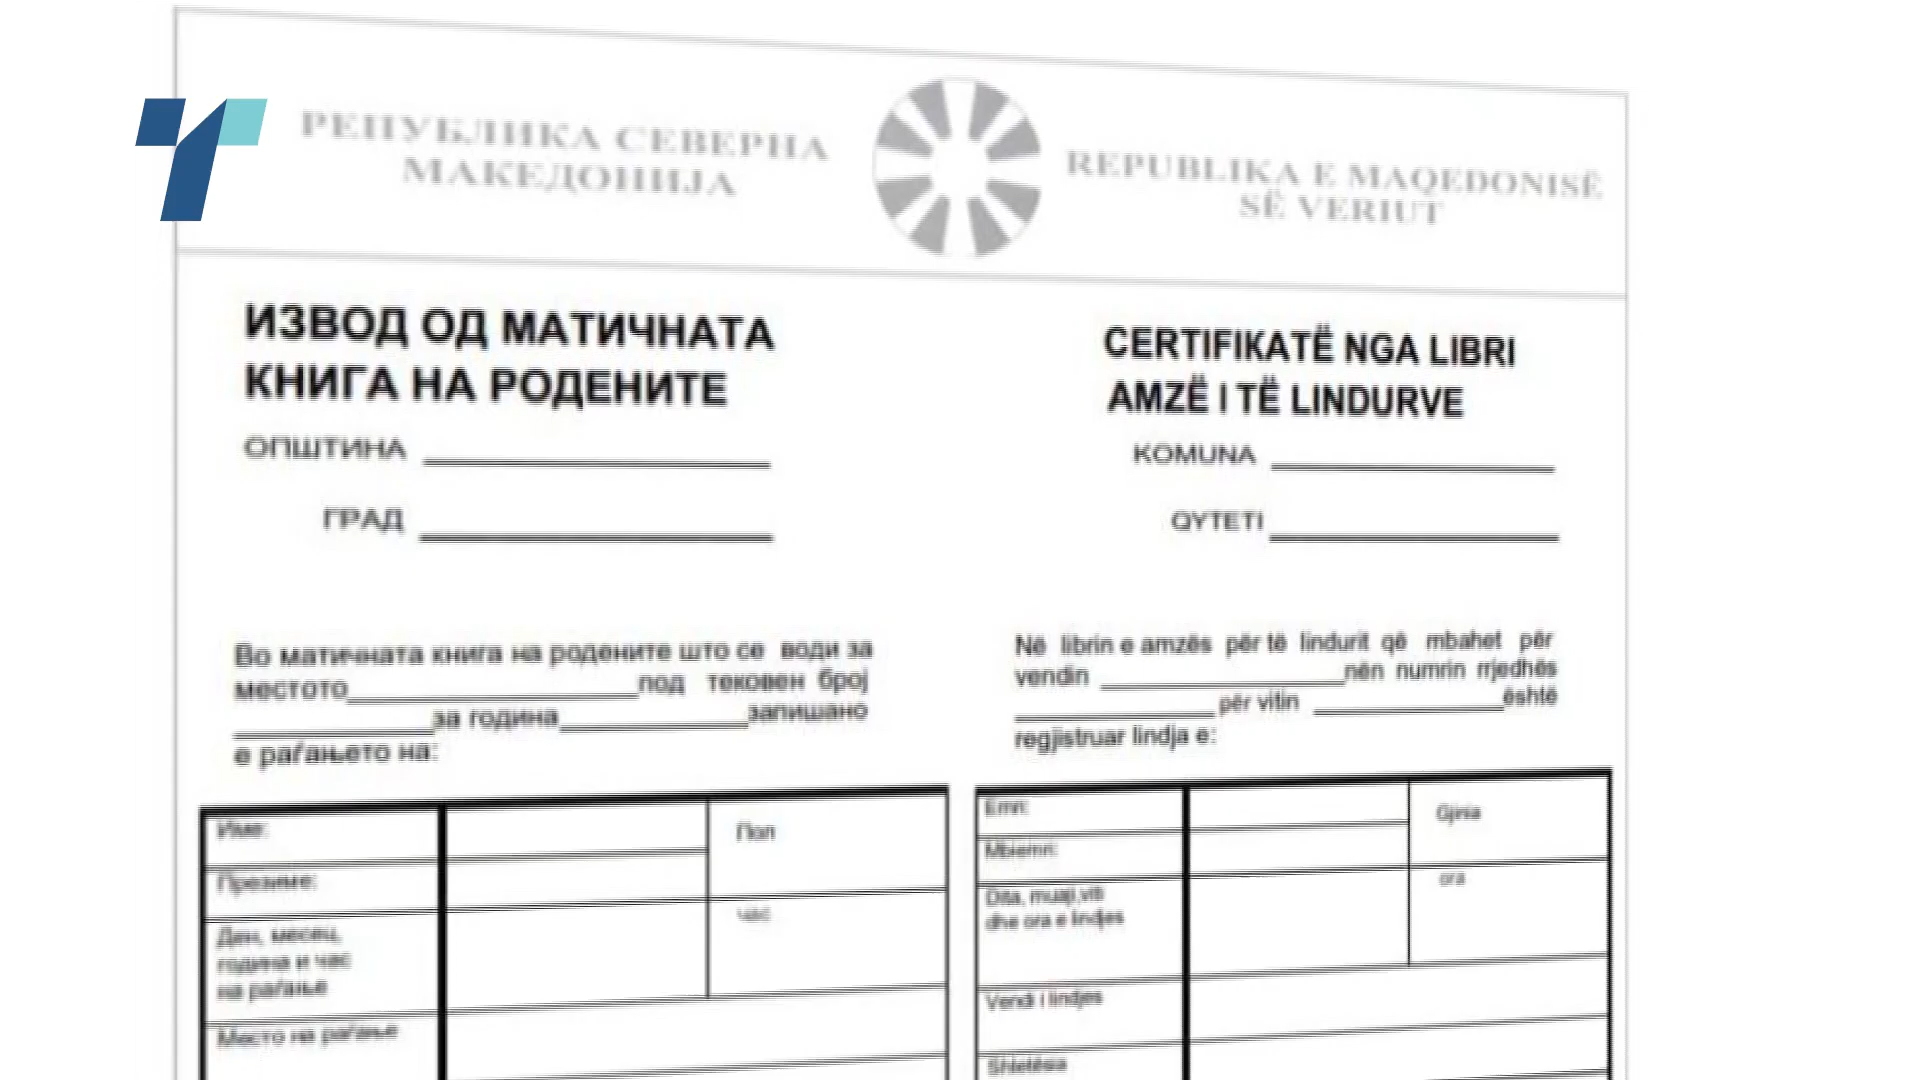 РЕПУБЛИКА СЕВЕРНА
МАКЕДОНИЈА
REPUBLIKA E MAQEDONISË
SË VERIUT
ИЗВОД ОД МАТИЧНАТА
КНИГА НА РОДЕНИТЕ
ОПШТИНА
ГРАД
CERTIFIKATË NGA LIBRI
AMZË I TË LINDURVE
KOMUNA
QYTETI
Во матичната книга на родените што се води за
местото под тековен број
за година запишано
е раѓањето на:
Në librin e amzës për të lindurit që mbahet për
vendin nën numrin rrjedhës
për vitin është
regjistruar lindja e:
Име:
Пол
Презиме:
Ден, месец,
година и час
на раѓање
час
Место на раѓање
Emri:
Gjinia
Mbiemri:
Dita, muaji,viti
dhe ora e lindjes
ora
Vendi i lindjes
Shtetësia